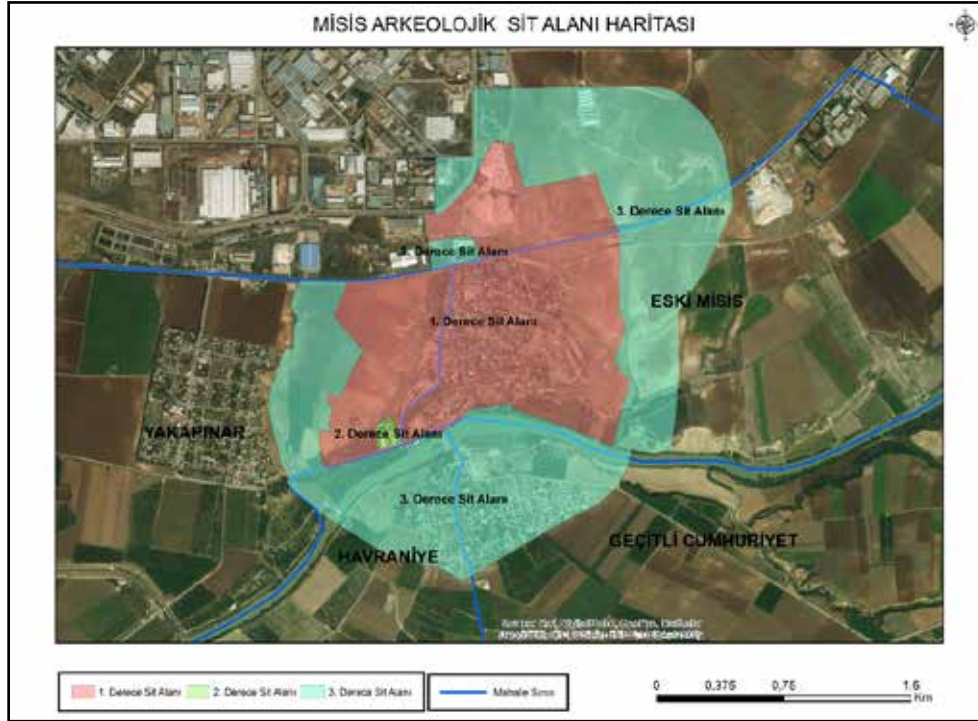 MİSİS ARKEOLOJİK SİT ALANI HARİTASI
3. Derece Sit Alanı
3. Derece Sit Alanı
ESKİ MİSİS
1. Derece Sit Alanı
YAKAPINAR
2. Derece Sit Alanı
3. Derece Sit Alanı
HAVRANİYE
GEÇİTLİ CUMHURİYET
1. Derece Sit Alanı
2. Derece Sit Alanı
3. Derece Sit Alanı
Mahalle Sınırı
0 0,375 0,75 1,5
Km